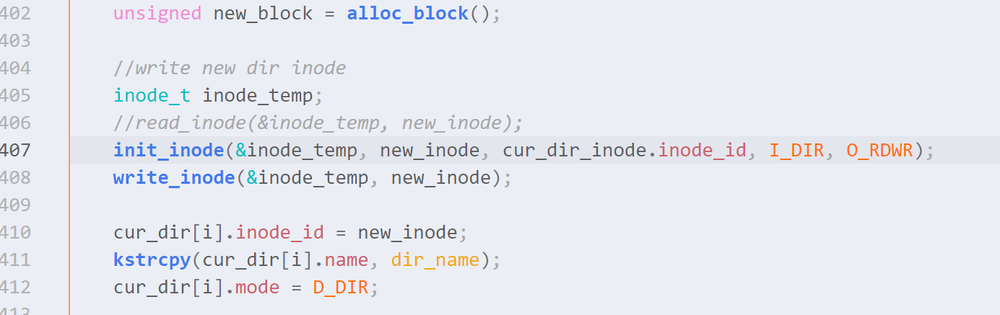 402 unsigned new_block = alloc_block();
403
404 //write new dir inode
405 inode_t inode_temp;
406 //read_inode(&inode_temp, new_inode);
407 init_inode(&inode_temp, new_inode, cur_dir_inode.inode_id, I_DIR, O_RDWR);
408 write_inode(&inode_temp, new_inode);
409
410 cur_dir[i].inode_id = new_inode;
411 kstrcpy(cur_dir[i].name, dir_name);
412 cur_dir[i].mode = D_DIR;
413